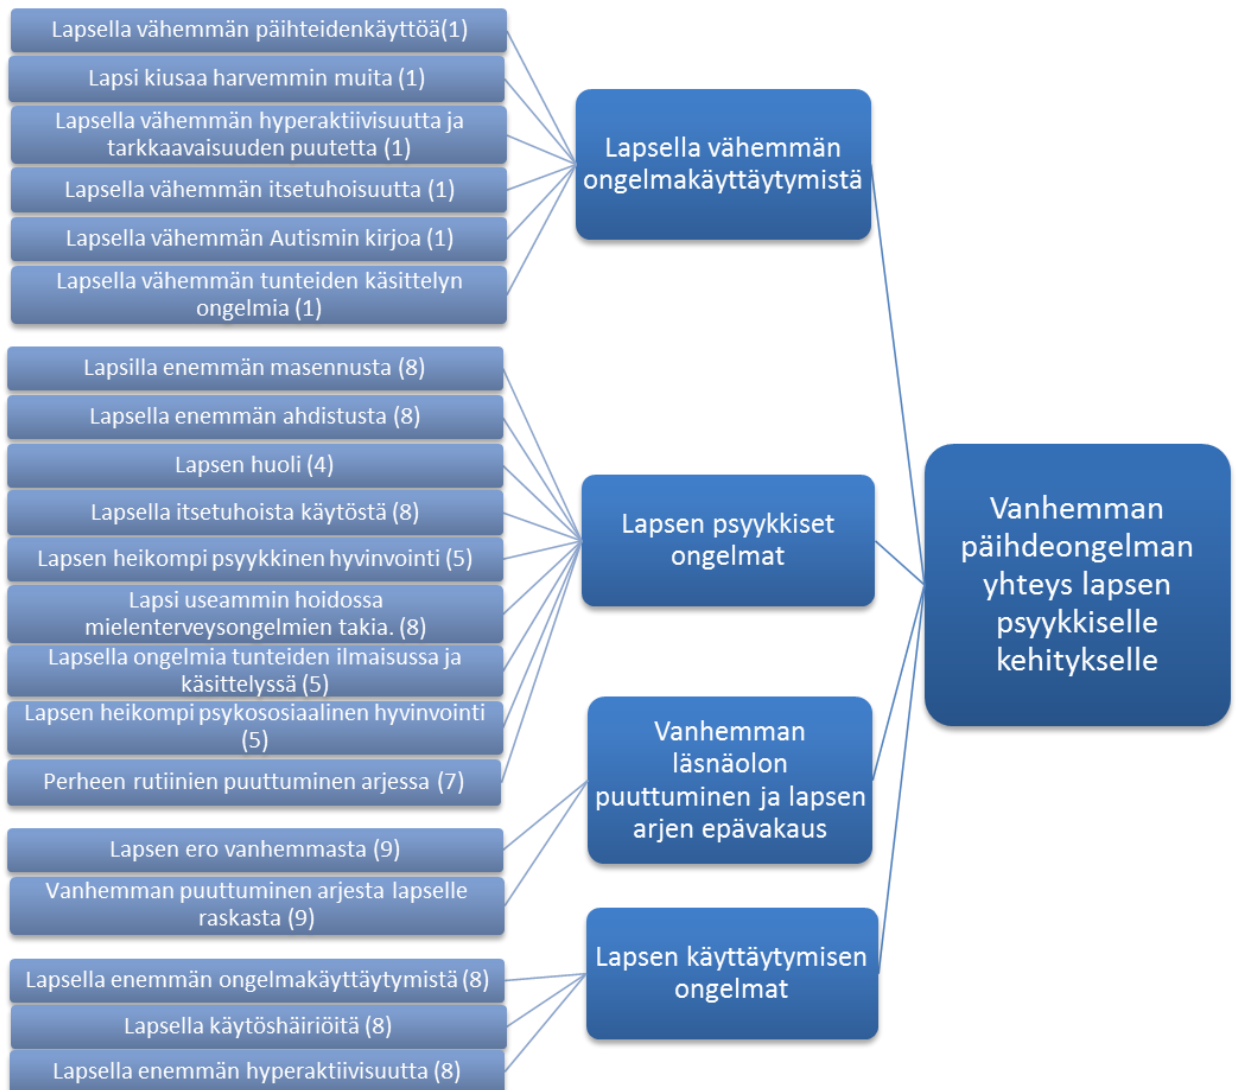 Lapsella vähemmän päihteidenkäyttöä(1)
Lapsi kiusaa harvemmin muita (1)
Lapsella vähemmän hyperaktiivisuutta ja
tarkkaavaisuuden puutetta (1)
Lapsella vähemmän itsetuhoisuutta (1)
Lapsella vähemmän Autismin kirjoa (1)
Lapsella vähemmän tunteiden käsittelyn
ongelmia (1)
Lapsella vähemmän
ongelmakäyttäytymistä
Lapsilla enemmän masennusta (8)
Lapsella enemmän ahdistusta (8)
Lapsen huoli (4)
Lapsella itsetuhoista käytöstä (8)
Lapsen heikompi psyykkinen hyvinvointi (5)
Lapsi useammin hoidossa
mielenterveysongelmien takia. (8)
Lapsella ongelmia tunteiden ilmaisussa ja
käsittelyssä (5)
Lapsen heikompi psykososiaalinen hyvinvointi
(5)
Perheen rutiinien puuttuminen arjessa (7)
Lapsen psyykkiset
ongelmat
Lapsen ero vanhemmasta (9)
Vanhemman puuttuminen arjesta lapselle
raskasta (9)
Vanhemman
läsnäolon
puuttuminen ja lapsen
arjen epävakaus
Lapsella enemmän ongelmakäyttäytymistä (8)
Lapsella käytöshäiriöitä (8)
Lapsella enemmän hyperaktiivisuutta (8)
Lapsen käyttäytymisen
ongelmat
Vanhemman
päihdeongelman
yhteys lapsen
psyykkiselle
kehitykselle